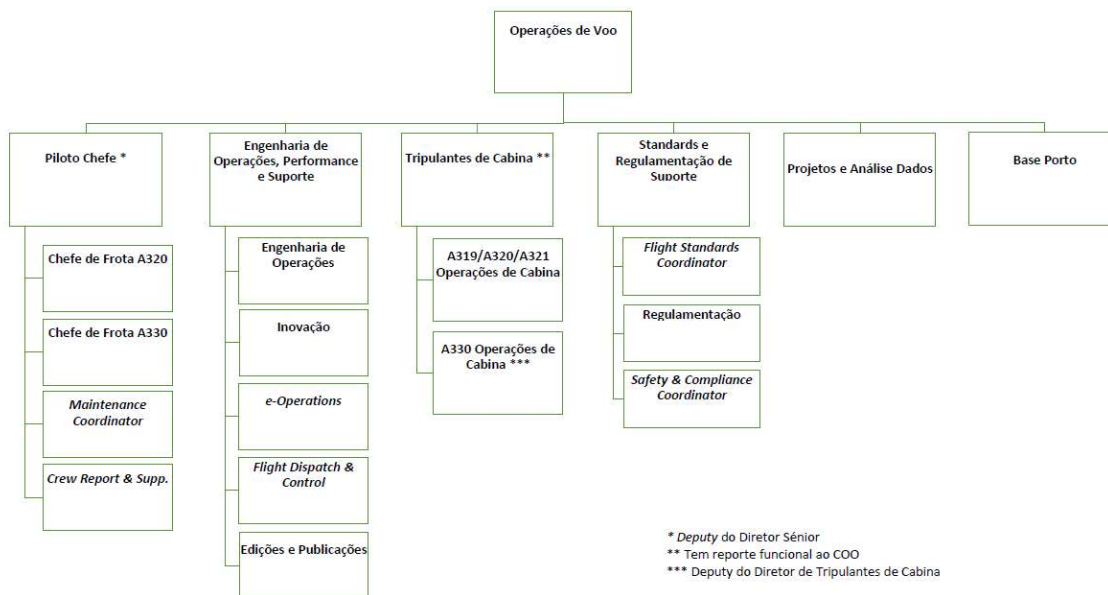 Operações de Voo
Piloto Chefe *
Engenharia
de Operações, Performance
e Suporte
Tripulantes de Cabina **
Standards e
Regulamentação de
Suporte
Projetos e Análise Dados
Base Porto
Chefe de Frota A320
Chefe de Frota A330
Maintenance
Coordinator
Crew Report & Supp.
Engenharia de
Operações
Inovação
e-Operations
Flight Dispatch &
Control
Edições e Publicações
A319/A320/A321
Operações de Cabina
A330 Operações de
Cabina ***
Flight Standards
Coordinator
Regulamentação
Safety & Compliance
Coordinator
* Deputy do Diretor Sénior
** Tem reporte funcional ao COO
*** Deputy do Diretor de Tripulantes de Cabina